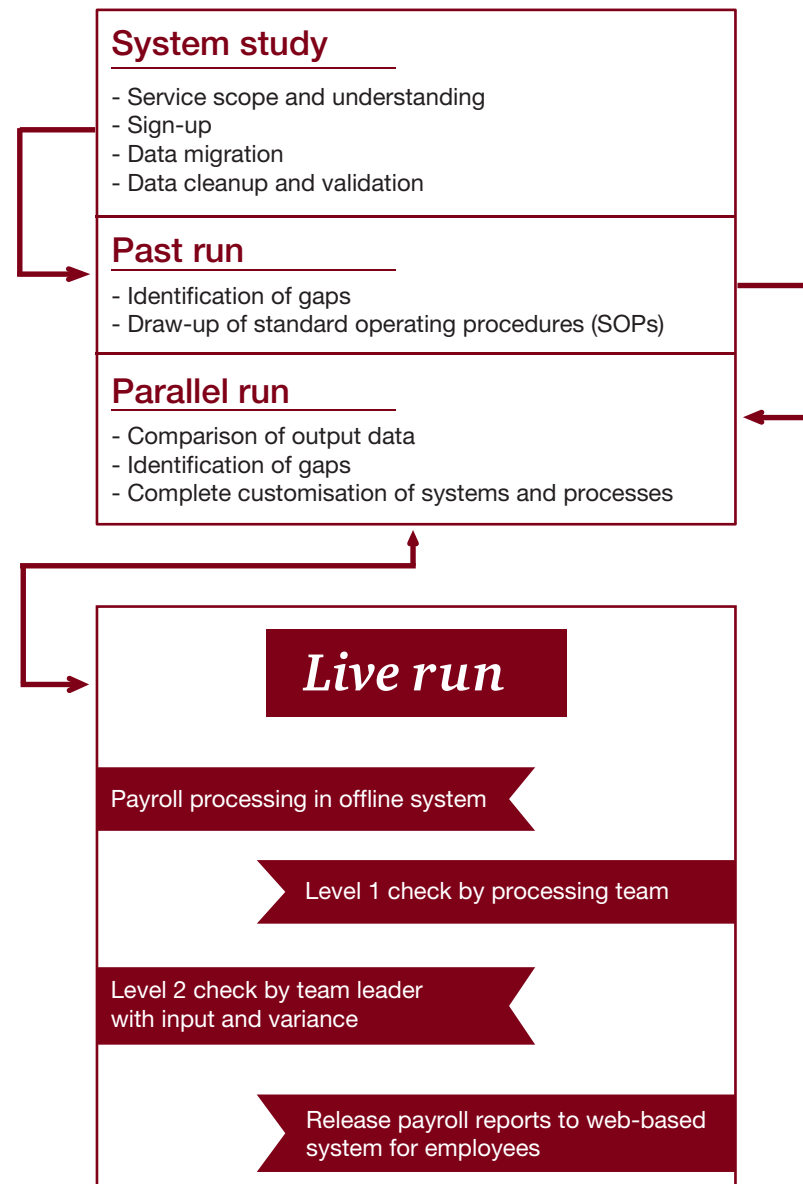 System study
- Service scope and understanding
- Sign-up
- Data migration
- Data cleanup and validation
Past run
- Identification of gaps
- Draw-up of standard operating procedures (SOPs)
Parallel run
- Comparison of output data
- Identification of gaps
- Complete customisation of systems and processes
Live run
Payroll processing in offline system
Level 1 check by processing team
Level 2 check by team leader
with input and variance
Release payroll reports to web-based
system for employees